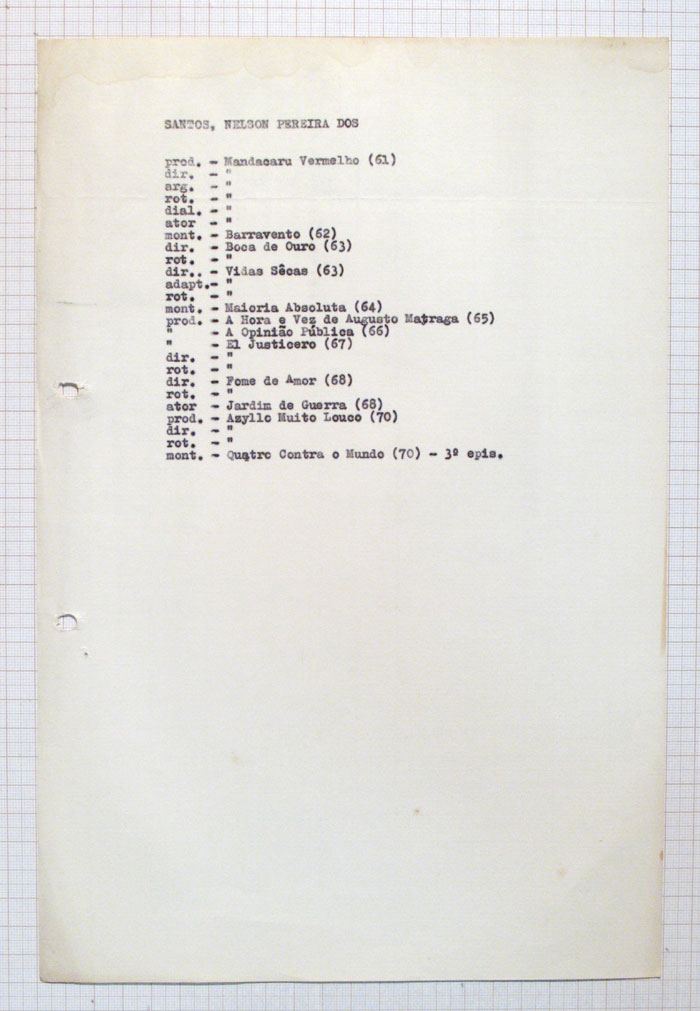 SANTOS, NELSON PEREIRA DOS
prod. - Mandacaru Vermelho (61)
dir. - "
arg. - "
rot. - "
dial. - "
ator - "
mont. - Barravento (62)
dir. - Boca de Ouro (63)
rot. - "
dir.. - Vidas Sêcas (63)
adapt.- "
rot. - "
mont. - Maioria Absoluta (64)
prod. - A Hora e Vez de Augusto Matraga (65)
" - A Opinião Pública (66)
" - El Justicero (67)
dir. - "
rot. - "
dir. - Fome de Amor (68)
rot. - "
ator - Jardim de Guerra (68)
prod. - Azyllo Muito Louco (70)
dir. - "
rot. - "
mont. - Quatro Contra o Mundo (70) - 3º epis.